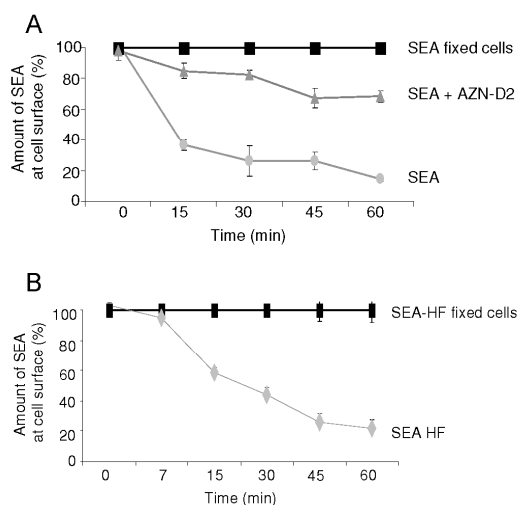 A
Amount of SEA
at cell surface (%)
100
80
60
40
20
0
SEA fixed cells
SEA + AZN-D2
SEA
0 15 30 45 60
Time (min)
B
Amount of SEA
at cell surface (%)
100
80
60
40
20
0
SEA-HF fixed cells
SEA HF
0 7 15 30 45 60
Time (min)